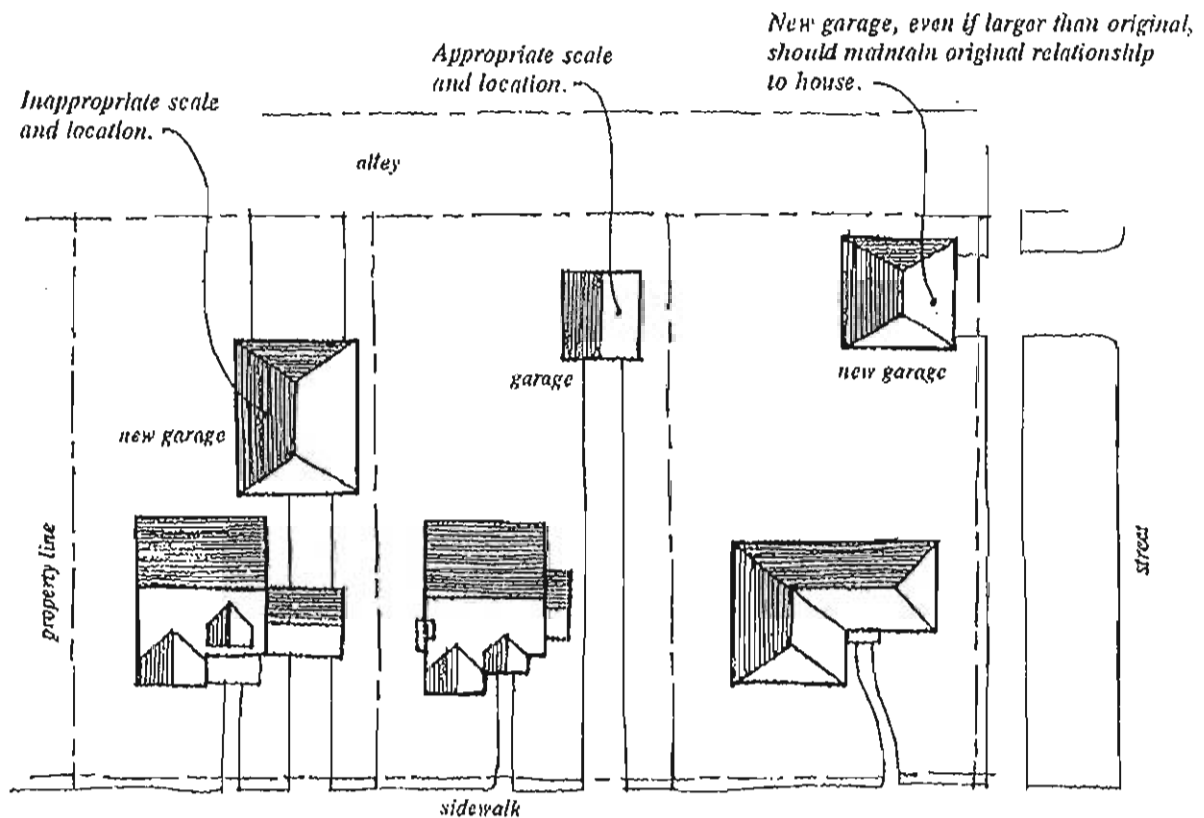 New garage, even if larger than original,
should maintain original relationship
to house.
Appropriate scale
and location.
Inappropriate scale
and location.
alley
garage
new garage
new garage
property line
street
sidewalk